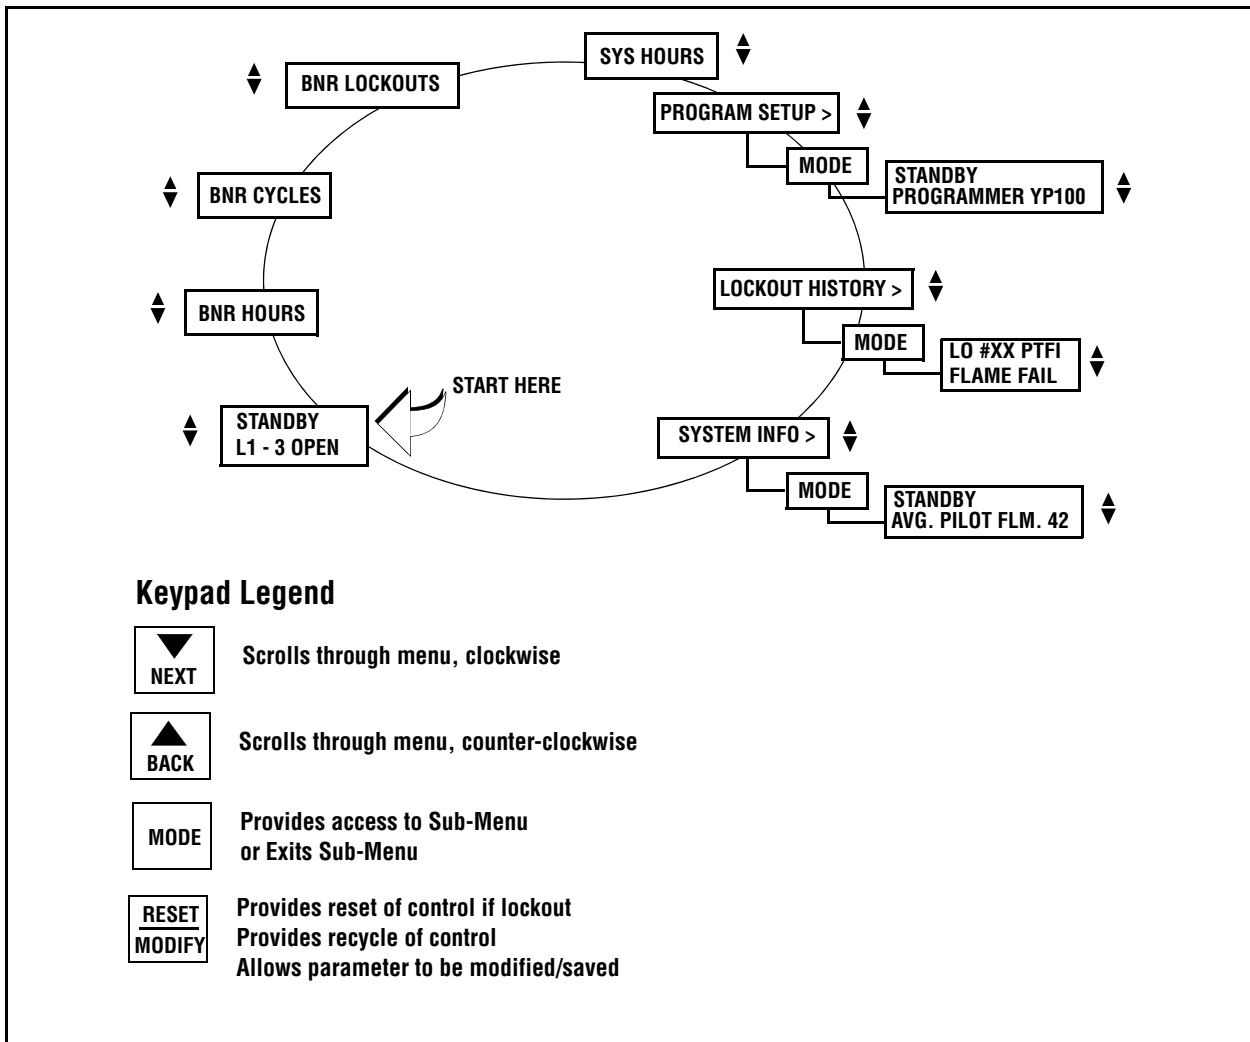 SYS HOURS
BNR LOCKOUTS
PROGRAM SETUP >
MODE
STANDBY
PROGRAMMER YP100
BNR CYCLES
LOCKOUT HISTORY >
BNR HOURS
MODE
LO #XX PTFI
FLAME FAIL
START HERE
STANDBY
L1 - 3 OPEN
SYSTEM INFO >
MODE
STANDBY
AVG. PILOT FLM. 42
Keypad Legend
NEXT
Scrolls through menu, clockwise
BACK
Scrolls through menu, counter-clockwise
MODE
Provides access to Sub-Menu
or Exits Sub-Menu
RESET
MODIFY
Provides reset of control if lockout
Provides recycle of control
Allows parameter to be modified/saved